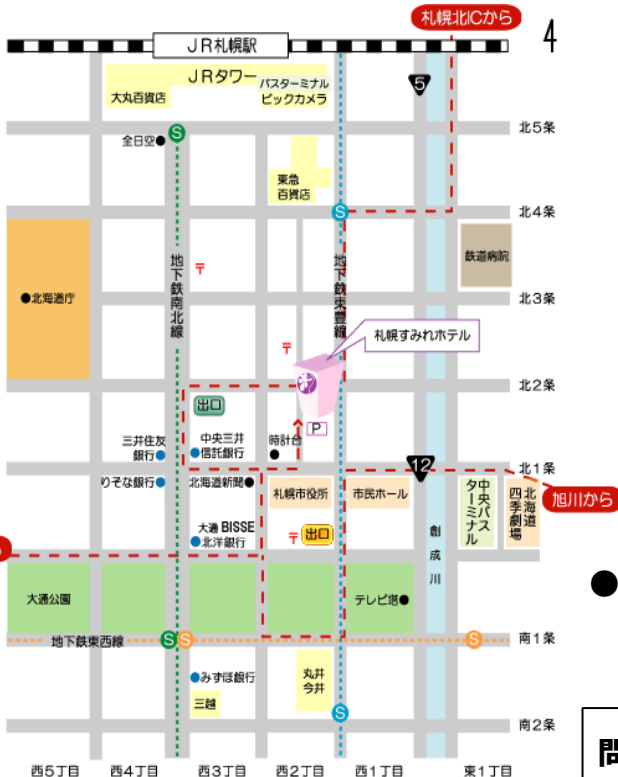 札幌北ICから
4
JR札幌駅
JRタワー
大丸百貨店
バスターミナル
ビックカメラ
5
北5条
S
全日空●
東急
百貨店
S
北4条
鉄道病院
地下鉄南北線
〒
地下鉄東豊線
●北海道庁
北3条
札幌すみれホテル
〒
北2条
出口
P
三井住友
銀行●
中央三井
●信託銀行
時計台
●
北1条
12
りそな銀行●
北海道新聞●
札幌市役所
市民ホール
中央バス
ターミナル
北海道
四季劇場
旭川から
大通 BISSE
●北洋銀行
〒
出口
創成川
大通公園
テレビ塔●
●
地下鉄東西線
S
S
S
南1条
●みずほ銀行
三越
丸井
今井
S
南2条
問
西5丁目
西4丁目
西3丁目
西2丁目
西1丁目
東1丁目